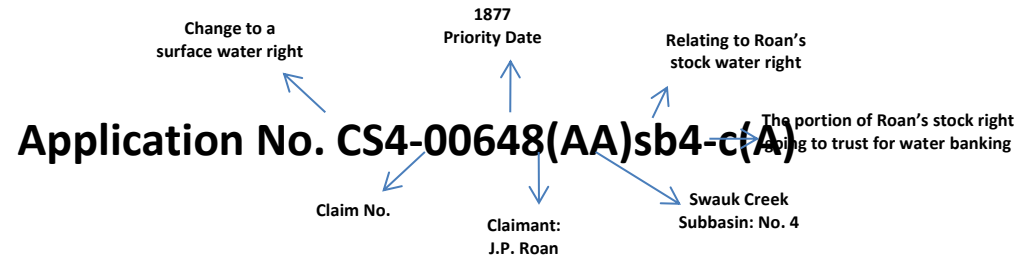 1877
Priority Date
Change to a
surface water right
Relating to Roan's
stock water right
Application No. CS4-00648(AA)sb4-c(A)
The portion of Roan's stock right
going to trust for water banking
Claim No.
Claimant:
J.P. Roan
Swauk Creek
Subbasin: No. 4